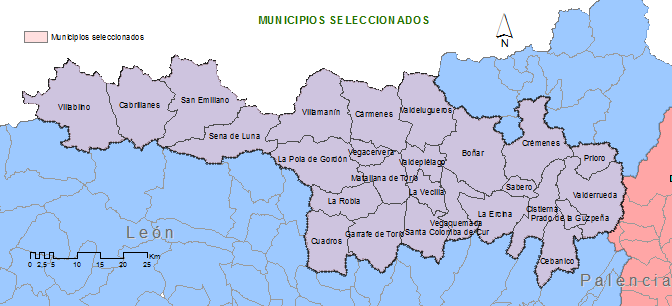 MUNICIPIOS SELECCIONADOS
Municipios seleccionados
N
Villablino
Cabrillanes
San Emiliano
Sena de Luna
Villamanín
Cármenes
Valdelugueros
La Pola de Gordón
Vegacervera
Valdepiélago
Boñar
Crémenes
Prioro
Matallana de Torío
La Vecilla
Sabero
Valderrueda
La Robla
La Ercina
Cistierna
Prado de la Guzpeña
Cuadros
Garrafe de Torío
Vegaquemada
Santa Colomba de Cur
Cebanico
León
Palencia
0 2,5 5 10 15 20 25
Km